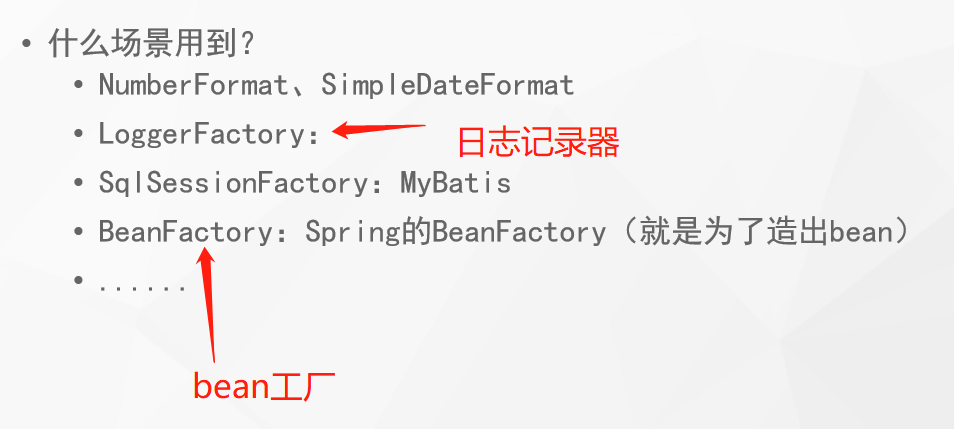 • 什么场景用到？
• NumberFormat、SimpleDateFormat
• LoggerFactory：
日志记录器
• SqlSessionFactory：MyBatis
• BeanFactory：Spring的BeanFactory（就是为了造出bean）
• ......
bean工厂